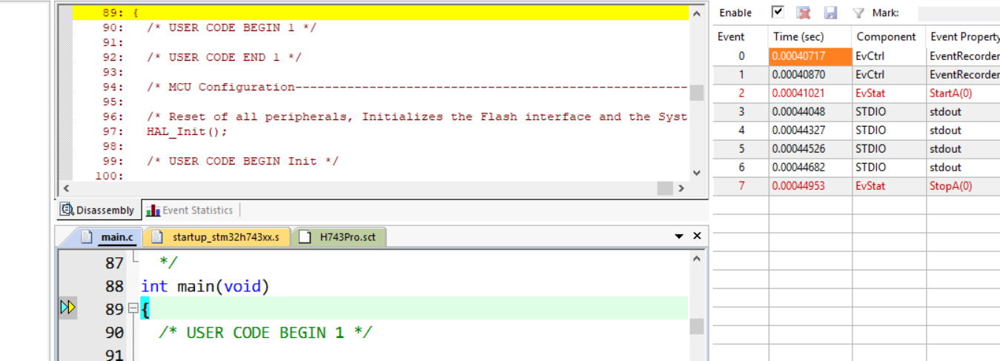 89: {
90: /* USER CODE BEGIN 1 */
91:
92: /* USER CODE END 1 */
93:
94: /* MCU Configuration-----------------------------------------------------
95:
96: /* Reset of all peripherals, Initializes the Flash interface and the Syst
97: HAL_Init();
98:
99: /* USER CODE BEGIN Init */
100:
Disassembly Event Statistics
main.c startup_stm32h743xx.s H743Pro.sct
87 */
88 int main(void)
89 {
90 /* USER CODE BEGIN 1 */
91
Enable Mark:
Event Time (sec) Component Event Property
0 0.00040717 EvCtrl EventRecorder
1 0.00040870 EvCtrl EventRecorder
2 0.00041021 EvStat StartA(0)
3 0.00044048 STDIO stdout
4 0.00044327 STDIO stdout
5 0.00044526 STDIO stdout
6 0.00044682 STDIO stdout
7 0.00044953 EvStat StopA(0)